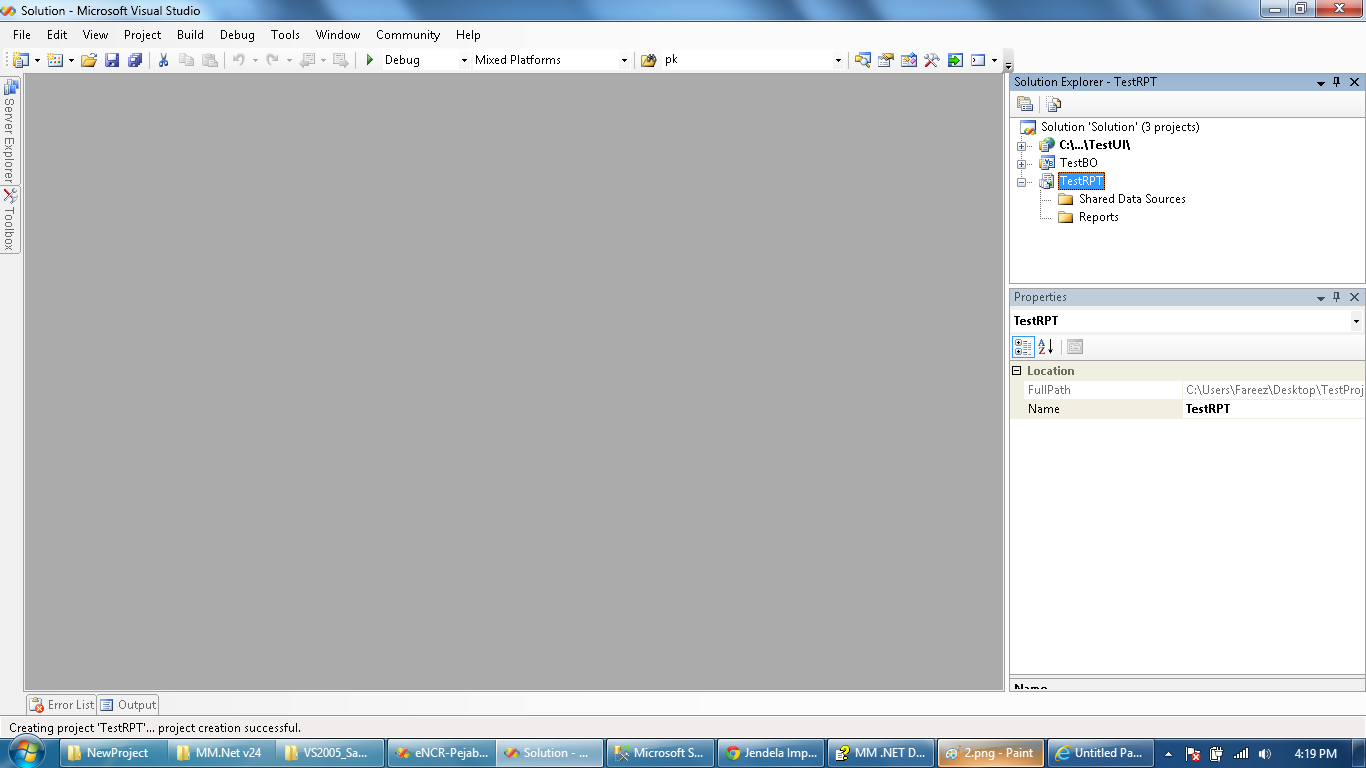 Solution - Microsoft Visual Studio
File Edit View Project Build Debug Tools Window Community Help
Debug Mixed Platforms pk
Server Explorer
Toolbox
Solution Explorer - TestRPT
Solution 'Solution' (3 projects)
C:\...\TestUI\
TestBO
TestRPT
Shared Data Sources
Reports
Properties
TestRPT
Location
FullPath C:\Users\Fareez\Desktop\TestProj
Name TestRPT
Name
Error List Output
Creating project 'TestRPT'... project creation successful.
NewProject MM.Net v24 VS2005_Sa... eNCR-Pejab... Solution - ... Microsoft S... Jendela Imp... MM .NET D... 2.png - Paint Untitled Pa... 4:19 PM